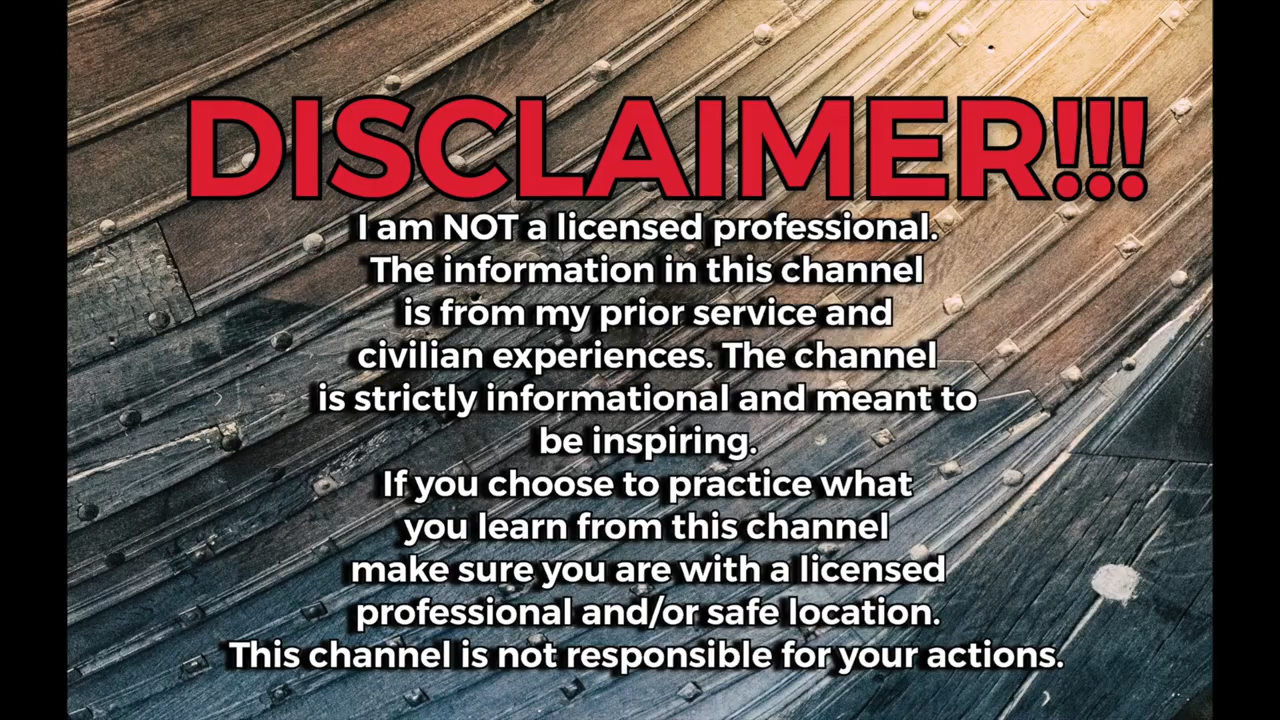 DISCLAIMER!!!
I am NOT a licensed professional.
The information in this channel
is from my prior service and
civilian experiences. The channel
is strictly informational and meant to
be inspiring.
If you choose to practice what
you learn from this channel
make sure you are with a licensed
professional and/or safe location.
This channel is not responsible for your actions.